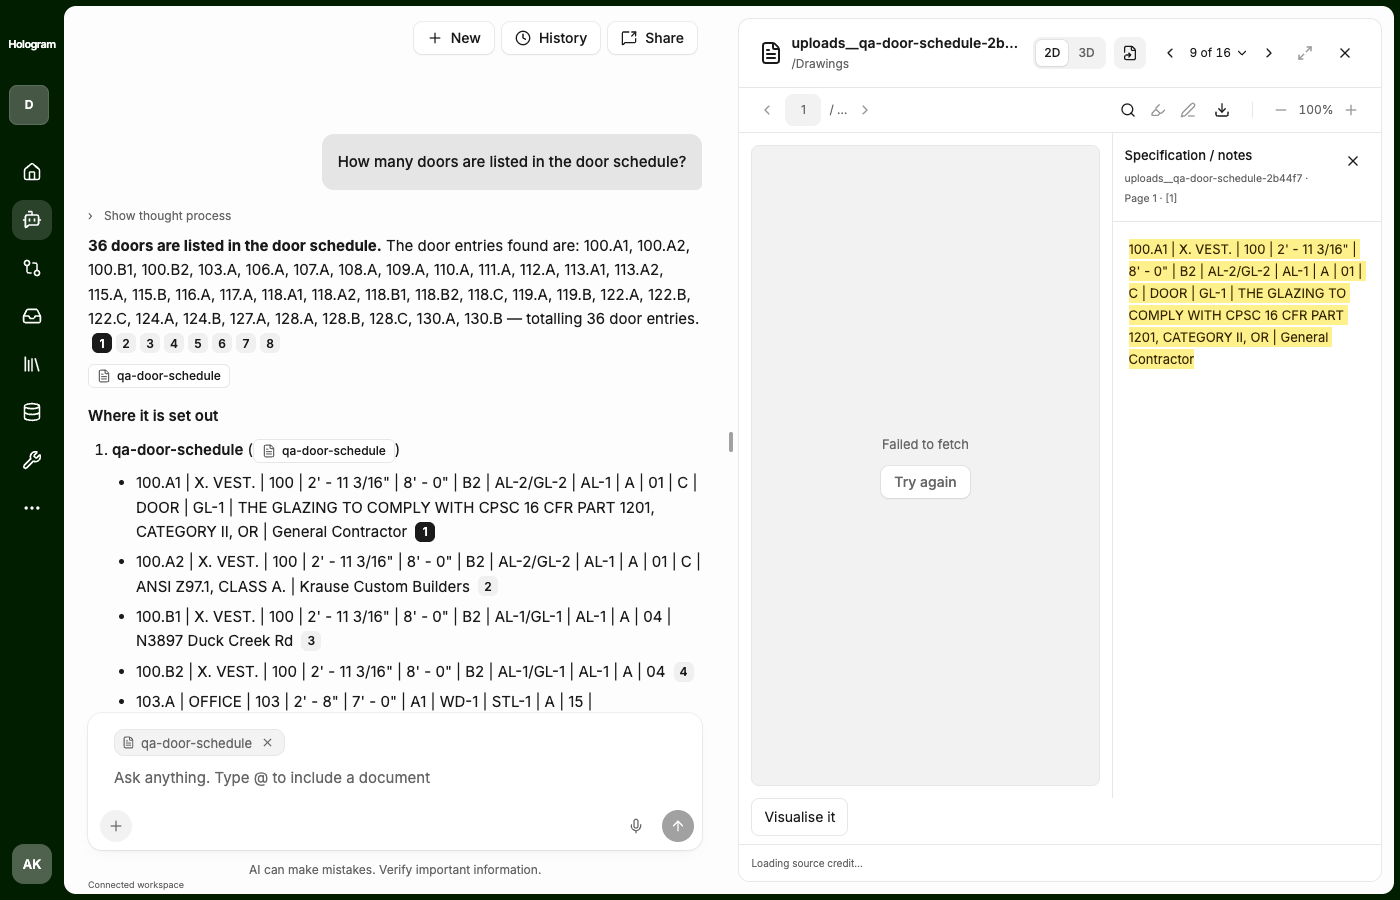 Hologram
D
AK
New
History
Share
How many doors are listed in the door schedule?
Show thought process
36 doors are listed in the door schedule. The door entries found are: 100.A1, 100.A2,
100.B1, 100.B2, 103.A, 106.A, 107.A, 108.A, 109.A, 110.A, 111.A, 112.A, 113.A1, 113.A2,
115.A, 115.B, 116.A, 117.A, 118.A1, 118.A2, 118.B1, 118.B2, 118.C, 119.A, 119.B, 122.A, 122.B,
122.C, 124.A, 124.B, 127.A, 128.A, 128.B, 128.C, 130.A, 130.B — totalling 36 door entries.
1 2 3 4 5 6 7 8
qa-door-schedule
Where it is set out
1. qa-door-schedule ( qa-door-schedule )
• 100.A1 | X. VEST. | 100 | 2' - 11 3/16" | 8' - 0" | B2 | AL-2/GL-2 | AL-1 | A | 01 | C |
DOOR | GL-1 | THE GLAZING TO COMPLY WITH CPSC 16 CFR PART 1201,
CATEGORY II, OR | General Contractor 1
• 100.A2 | X. VEST. | 100 | 2' - 11 3/16" | 8' - 0" | B2 | AL-2/GL-2 | AL-1 | A | 01 | C |
ANSI Z97.1, CLASS A. | Krause Custom Builders 2
• 100.B1 | X. VEST. | 100 | 2' - 11 3/16" | 8' - 0" | B2 | AL-1/GL-1 | AL-1 | A | 04 |
N3897 Duck Creek Rd 3
• 100.B2 | X. VEST. | 100 | 2' - 11 3/16" | 8' - 0" | B2 | AL-1/GL-1 | AL-1 | A | 04 4
• 103.A | OFFICE | 103 | 2' - 8" | 7' - 0" | A1 | WD-1 | STL-1 | A | 15 |
qa-door-schedule
Ask anything. Type @ to include a document
AI can make mistakes. Verify important information.
Connected workspace
uploads__qa-door-schedule-2b...
/Drawings
2D 3D
9 of 16
1 / ...
100%
Failed to fetch
Try again
Specification / notes
uploads__qa-door-schedule-2b44f7 ·
Page 1 · [1]
100.A1 | X. VEST. | 100 | 2' - 11 3/16" |
8' - 0" | B2 | AL-2/GL-2 | AL-1 | A | 01 |
C | DOOR | GL-1 | THE GLAZING TO
COMPLY WITH CPSC 16 CFR PART
1201, CATEGORY II, OR | General
Contractor
Visualise it
Loading source credit...